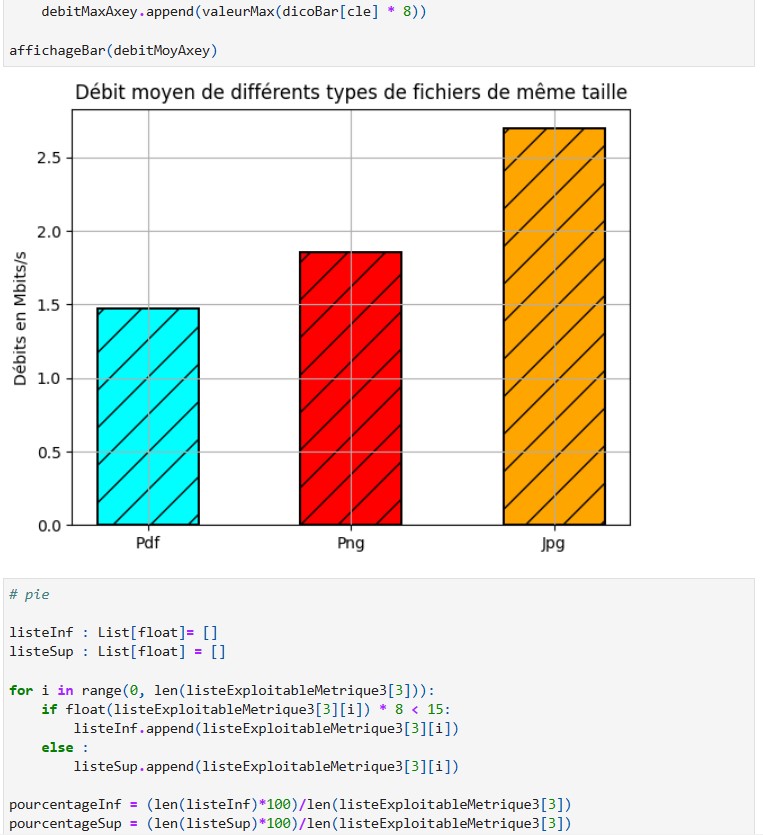 debitMaxAxey.append(valeurMax(dicoBar[cle] * 8))
affichageBar(debitMoyAxey)
Débit moyen de différents types de fichiers de même taille
Débits en Mbits/s
2.5
2.0
1.5
1.0
0.5
0.0
Pdf Png Jpg
# pie
listeInf : List[float]= []
listeSup : List[float] = []
for i in range(0, len(listeExploitableMetrique3[3])):
    if float(listeExploitableMetrique3[3][i]) * 8 < 15:
        listeInf.append(listeExploitableMetrique3[3][i])
    else :
        listeSup.append(listeExploitableMetrique3[3][i])
pourcentageInf = (len(listeInf)*100)/len(listeExploitableMetrique3[3])
pourcentageSup = (len(listeSup)*100)/len(listeExploitableMetrique3[3])